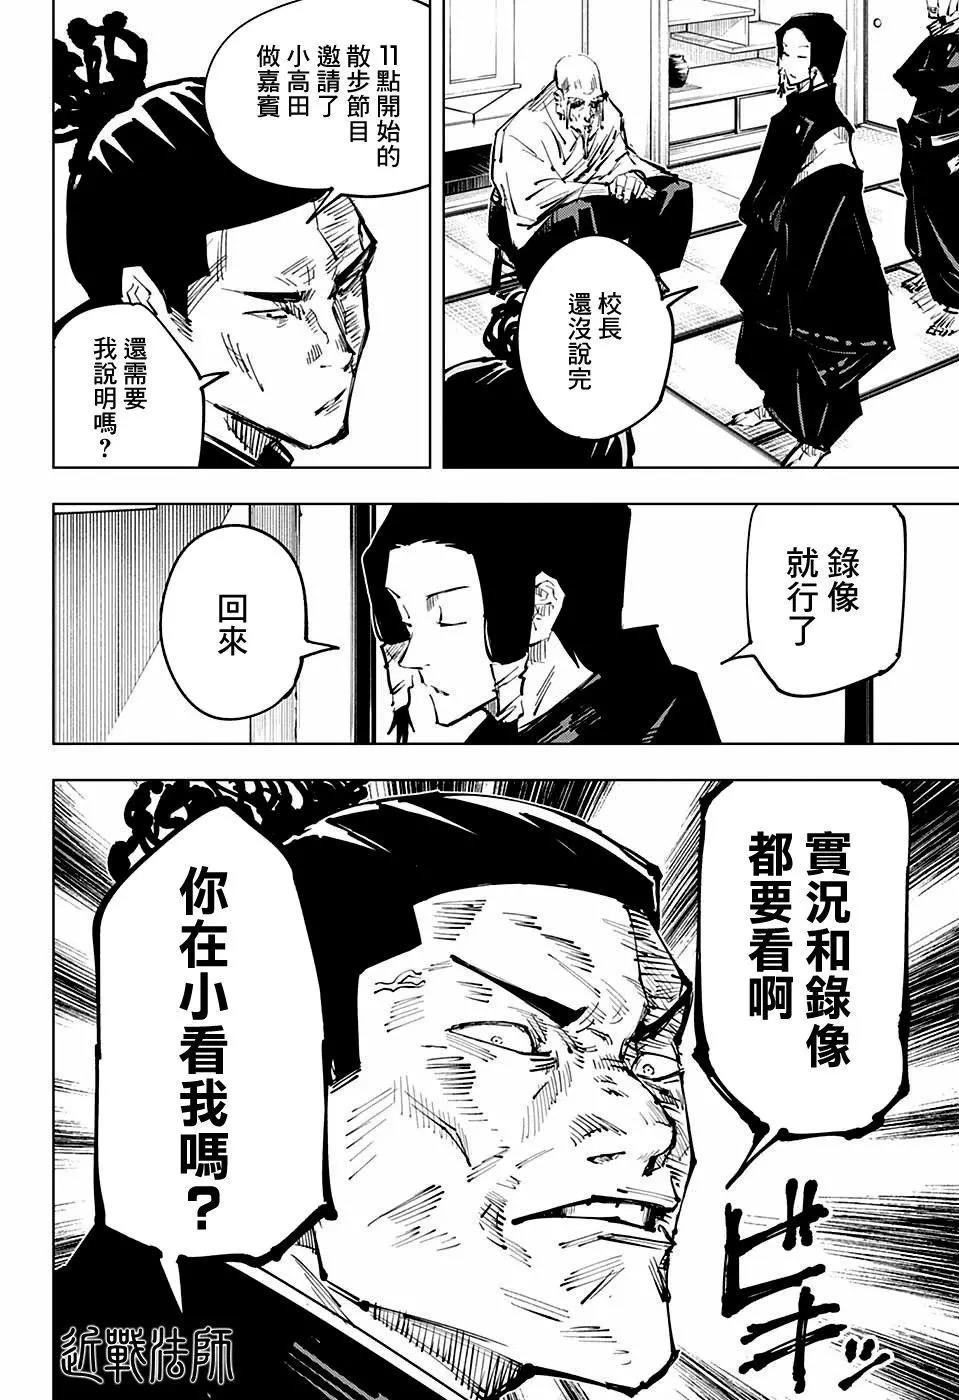 校長
還沒說完
11點開始的
散步節目
邀請了
小高田
做嘉賓
還需要
我說明嗎?
錄像
就行了
回來
實況和錄像
都要看啊
你在小看我嗎?
ビキ
近戰法師